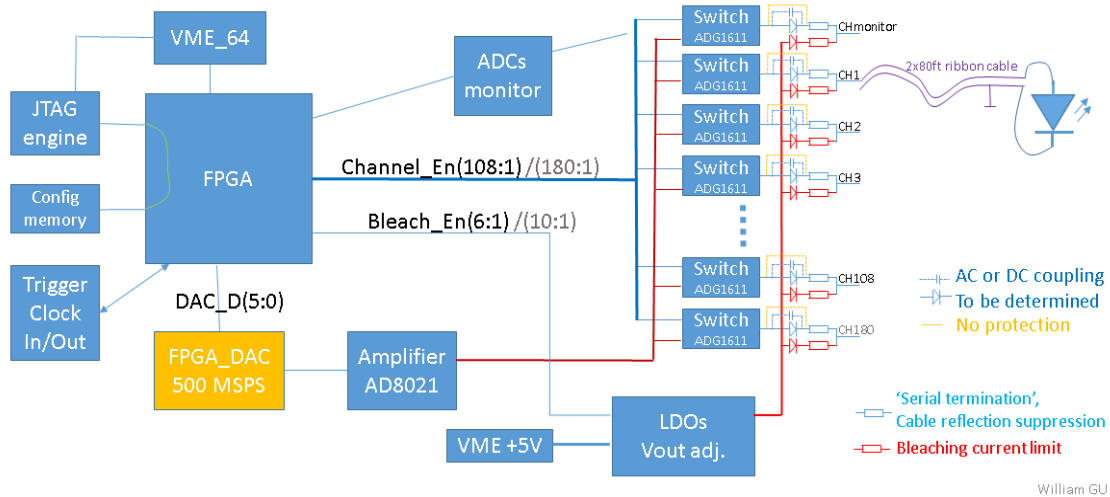 VME_64
JTAG
engine
Config
memory
Trigger
Clock
In/Out
FPGA
DAC_D(5:0)
FPGA_DAC
500 MSPS
ADCs
monitor
Channel_En(108:1) /(180:1)
Bleach_En(6:1) /(10:1)
Amplifier
AD8021
VME +5V
LDOs
Vout adj.
Switch
ADG1611
CHmonitor
Switch
ADG1611
CH1
2x80ft ribbon cable
Switch
ADG1611
CH2
Switch
ADG1611
CH3
Switch
ADG1611
CH108
Switch
ADG1611
CH180
AC or DC coupling
To be determined
No protection
‘Serial termination’,
Cable reflection suppression
Bleaching current limit
William GU